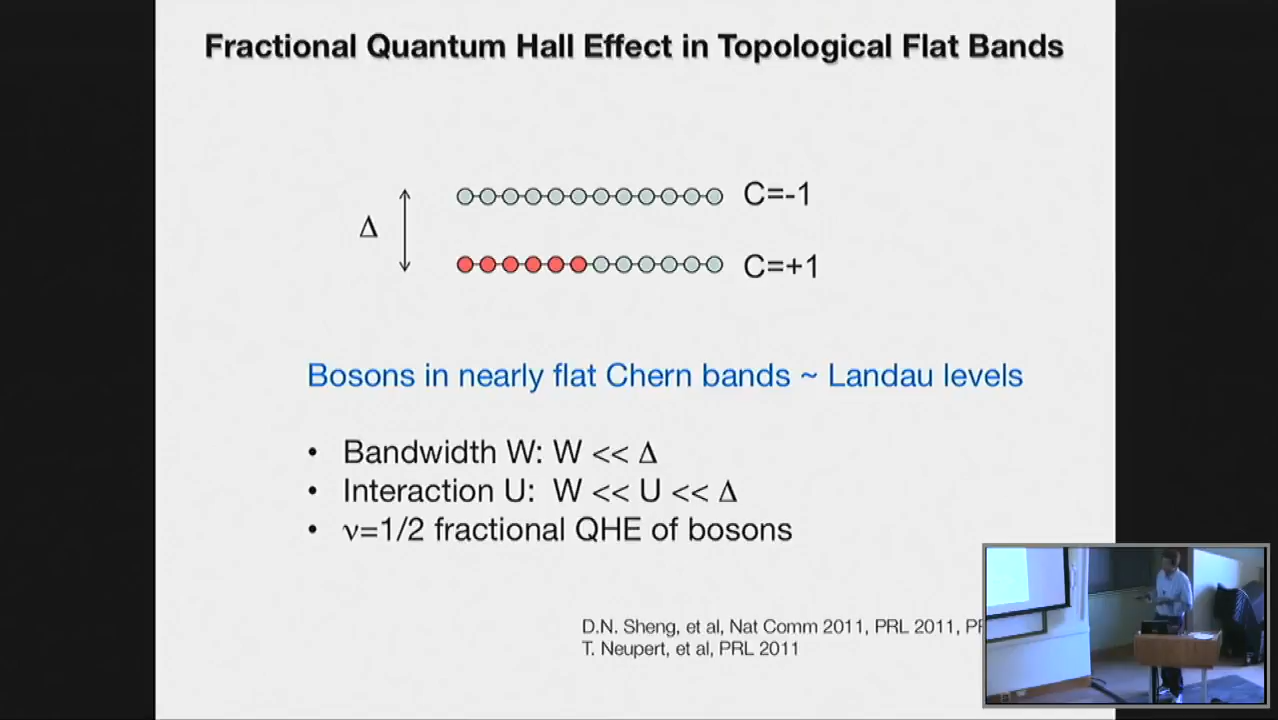 Fractional Quantum Hall Effect in Topological Flat Bands
C=-1
Δ
C=+1
Bosons in nearly flat Chern bands ~ Landau levels
• Bandwidth W: W << Δ
• Interaction U: W << U << Δ
• ν=1/2 fractional QHE of bosons
D.N. Sheng, et al, Nat Comm 2011, PRL 2011,
T. Neupert, et al, PRL 2011